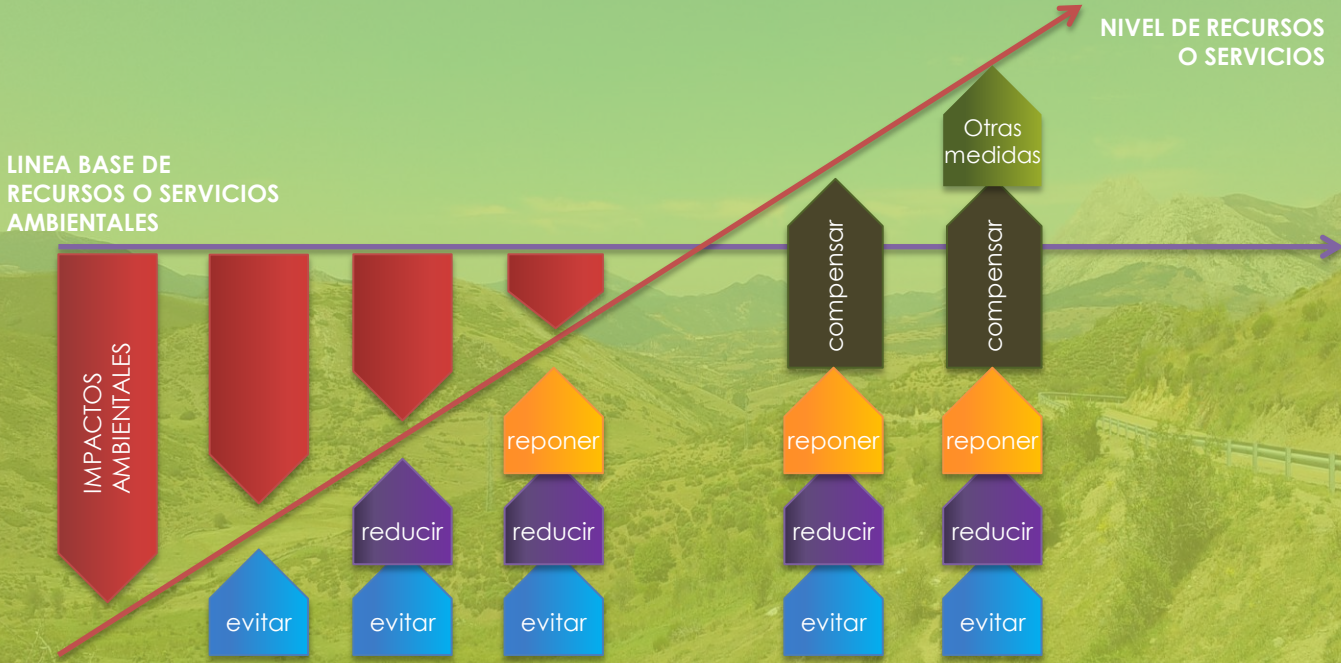 NIVEL DE RECURSOS
O SERVICIOS
LINEA BASE DE
RECURSOS O SERVICIOS
AMBIENTALES
IMPACTOS
AMBIENTALES
evitar
reducir
evitar
reponer
reducir
evitar
compensar
reponer
reducir
evitar
Otras
medidas
compensar
reponer
reducir
evitar